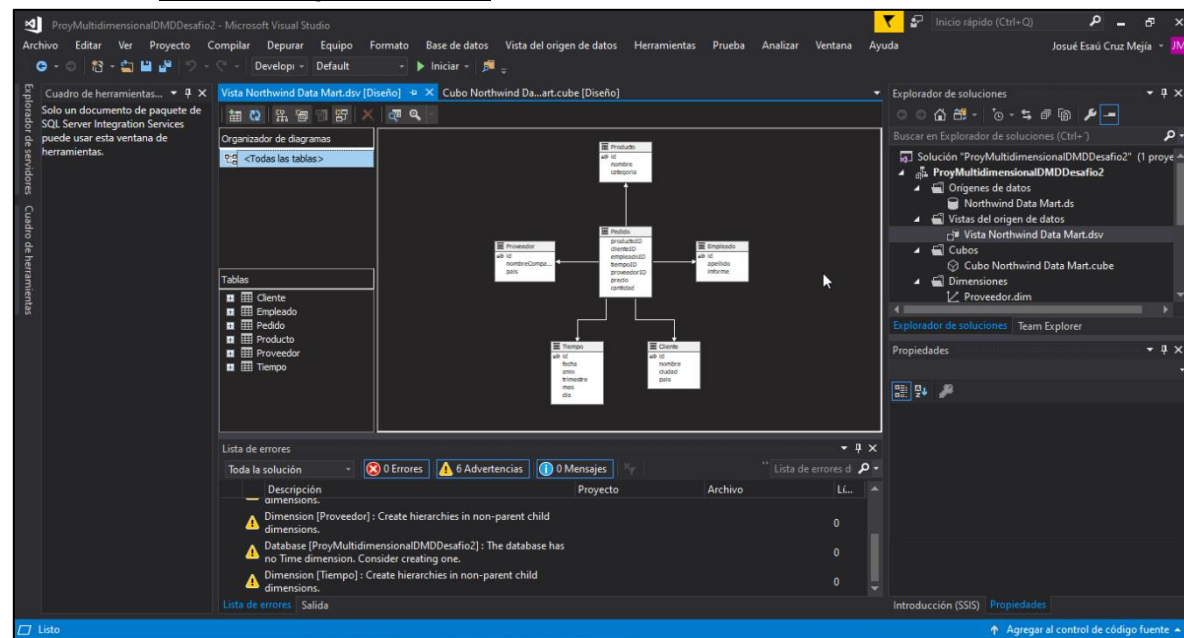 ProyMultidimensionalDMDDesafio2 - Microsoft Visual Studio
Inicio rápido (Ctrl+Q)
Archivo Editar Ver Proyecto Compilar Depurar Equipo Formato Base de datos Vista del origen de datos Herramientas Prueba Analizar Ventana Ayuda
Josué Esaú Cruz Mejía JM
Developı Default Iniciar
Explorador de servidores
Cuadro de herramientas
Cuadro de herramientas...
Solo un documento de paquete de
SQL Server Integration Services
puede usar esta ventana de
herramientas.
Vista Northwind Data Mart.dsv [Diseño] Cubo Northwind Da...art.cube [Diseño]
Organizador de diagramas
<Todas las tablas>
Tablas
Cliente
Empleado
Pedido
Producto
Proveedor
Tiempo
Producto
id
nombre
categoria
Pedido
productoID
clienteID
empleadoID
tiempoID
proveedorID
precio
cantidad
Proveedor
id
nombreCompa...
pais
Empleado
id
apellido
informe
Tiempo
id
fecha
anio
trimestre
mes
dia
Cliente
id
nombre
ciudad
pais
Lista de errores
Toda la solución 0 Errores 6 Advertencias 0 Mensajes Lista de errores d
Descripción Proyecto Archivo Lí...
dimensions.
Dimension [Proveedor] : Create hierarchies in non-parent child
dimensions.
0
Database [ProyMultidimensionalDMDDesafio2] : The database has
no Time dimension. Consider creating one.
0
Dimension [Tiempo] : Create hierarchies in non-parent child
dimensions.
0
Lista de errores Salida
Explorador de soluciones
Buscar en Explorador de soluciones (Ctrl+´)
Solución "ProyMultidimensionalDMDDesafio2" (1 proye
ProyMultidimensionalDMDDesafio2
Orígenes de datos
Northwind Data Mart.ds
Vistas del origen de datos
Vista Northwind Data Mart.dsv
Cubos
Cubo Northwind Data Mart.cube
Dimensiones
Proveedor.dim
Explorador de soluciones Team Explorer
Propiedades
Introducción (SSIS) Propiedades
Listo
Agregar al control de código fuente